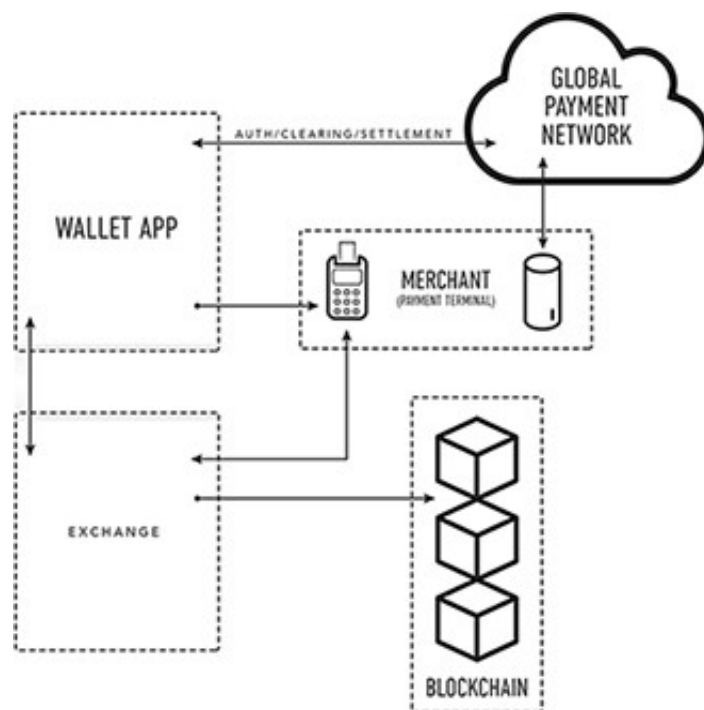 GLOBAL
PAYMENT
NETWORK
AUTH/CLEARING/SETTLEMENT
WALLET APP
MERCHANT
(PAYMENT TERMINAL)
EXCHANGE
BLOCKCHAIN